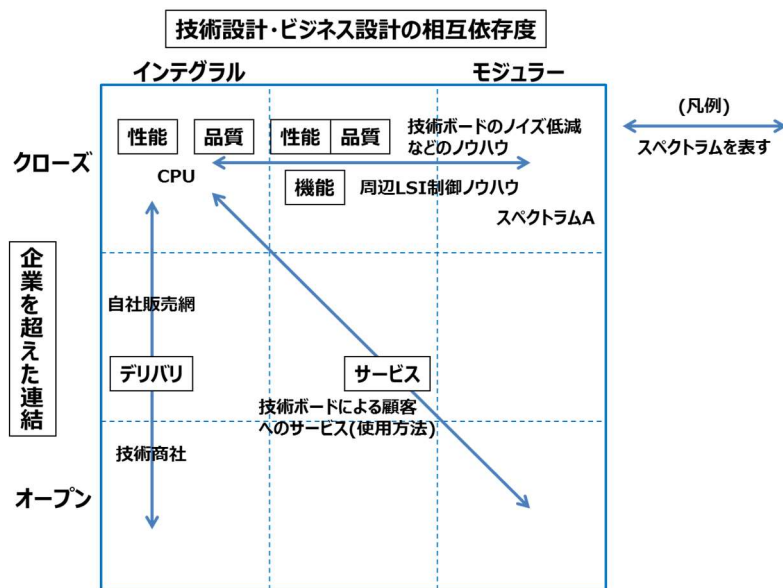 技術設計・ビジネス設計の相互依存度
インテグラル
モジュラー
(凡例)
スペクトラムを表す
クローズ
性能
品質
性能
品質
技術ボードのノイズ低減
などのノウハウ
CPU
機能
周辺LSI制御ノウハウ
スペクトラムA
企業を超えた連結
自社販売網
デリバリ
サービス
技術ボードによる顧客
へのサービス(使用方法)
技術商社
オープン